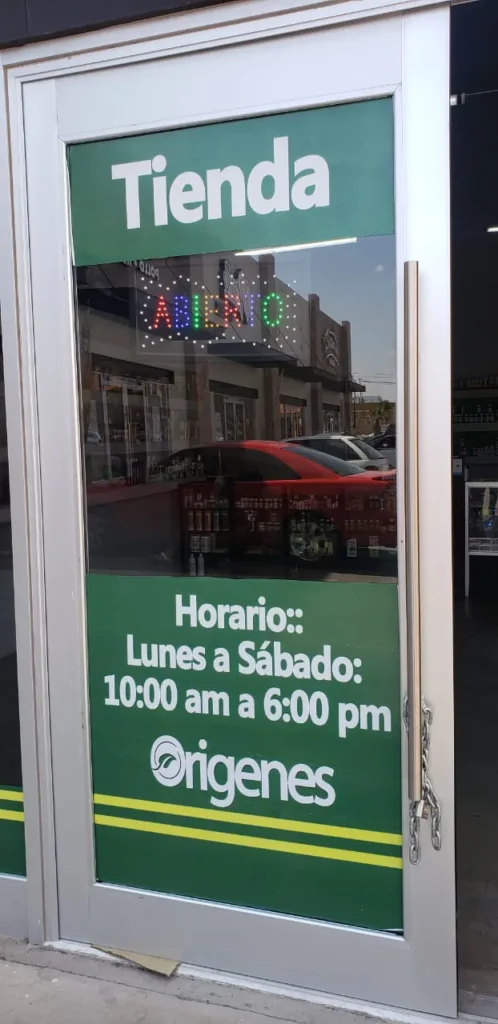 Tienda
ABIERTO
Horario::
Lunes a Sábado:
10:00 am a 6:00 pm
Origenes